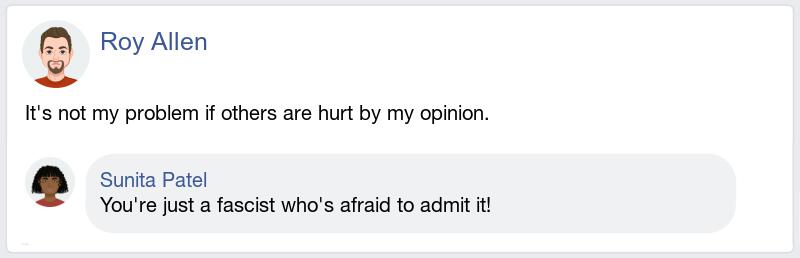 Roy Allen
It's not my problem if others are hurt by my opinion.
Sunita Patel
You're just a fascist who's afraid to admit it!